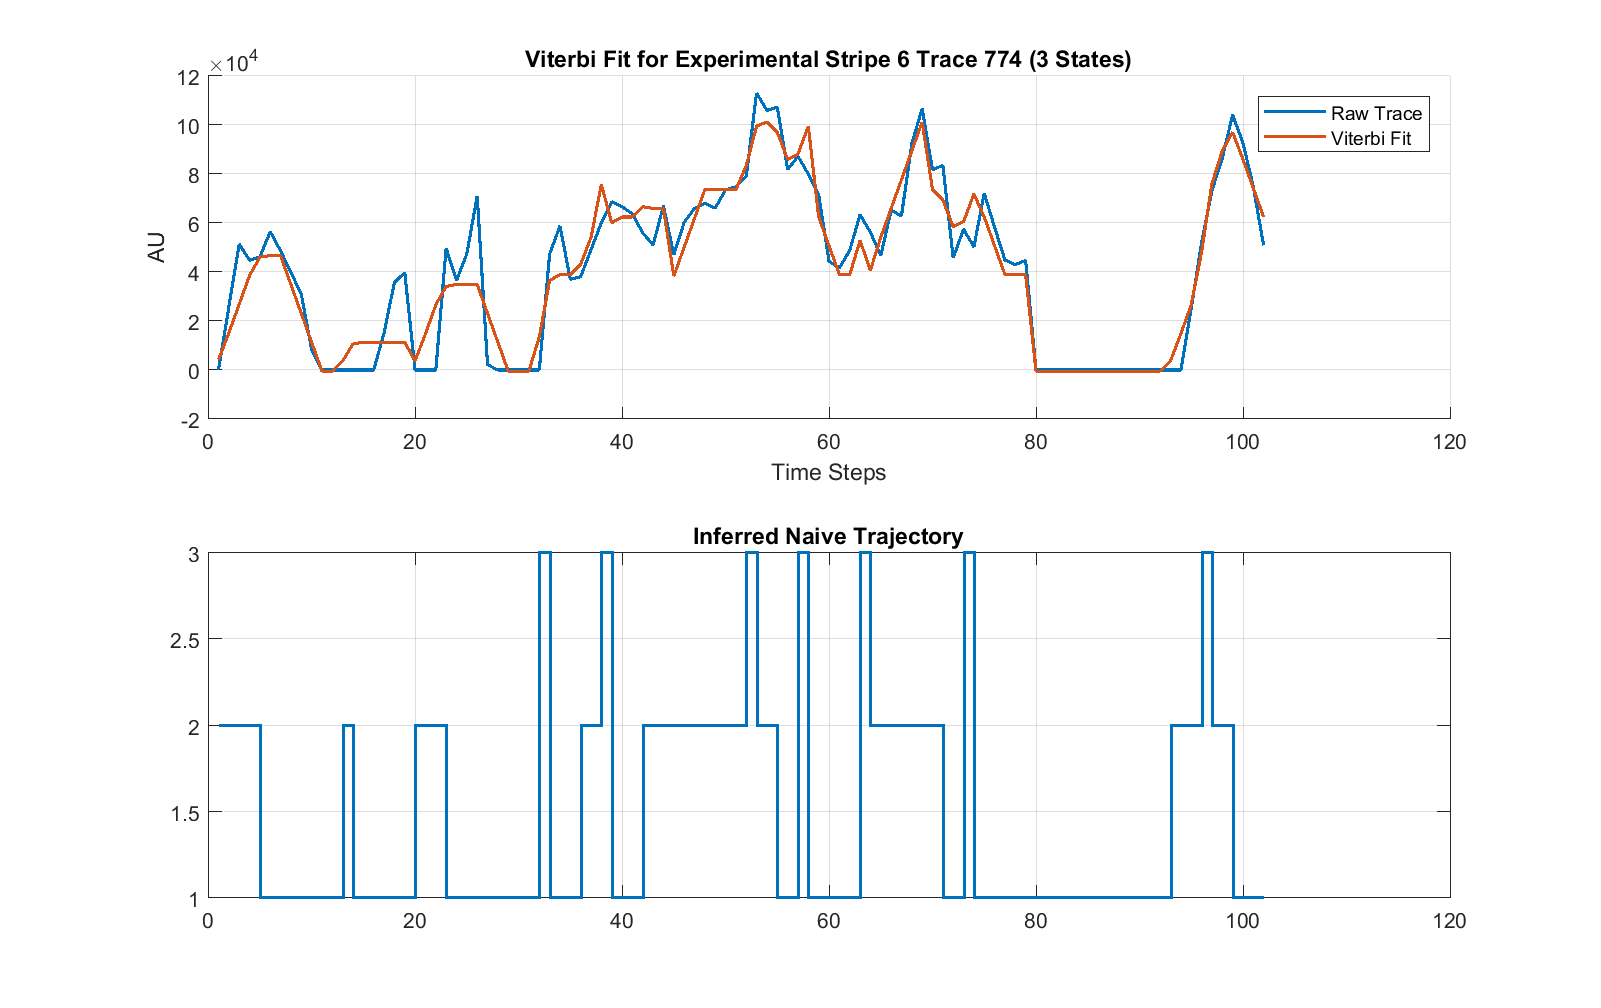 Viterbi Fit for Experimental Stripe 6 Trace 774 (3 States)
×10⁴
12
10
8
6
4
2
0
-2
AU
Raw Trace
Viterbi Fit
0 20 40 60 80 100 120
Time Steps
Inferred Naive Trajectory
3
2.5
2
1.5
1
0 20 40 60 80 100 120